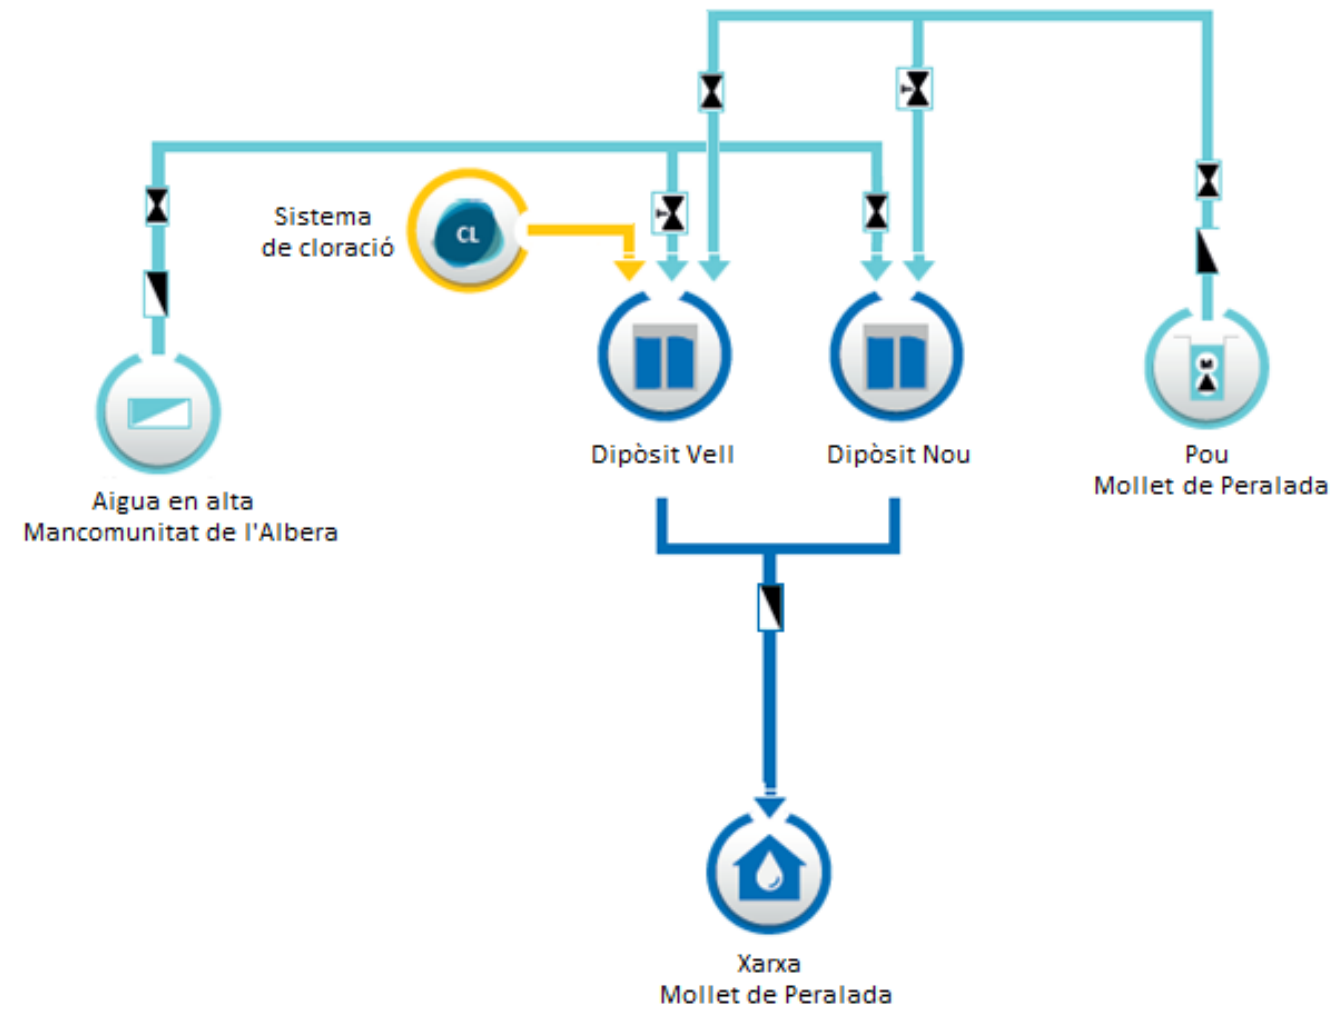 Sistema
de cloració
CL
Dipòsit Vell
Dipòsit Nou
Pou
Mollet de Peralada
Aigua en alta
Mancomunitat de l'Albera
Xarxa
Mollet de Peralada